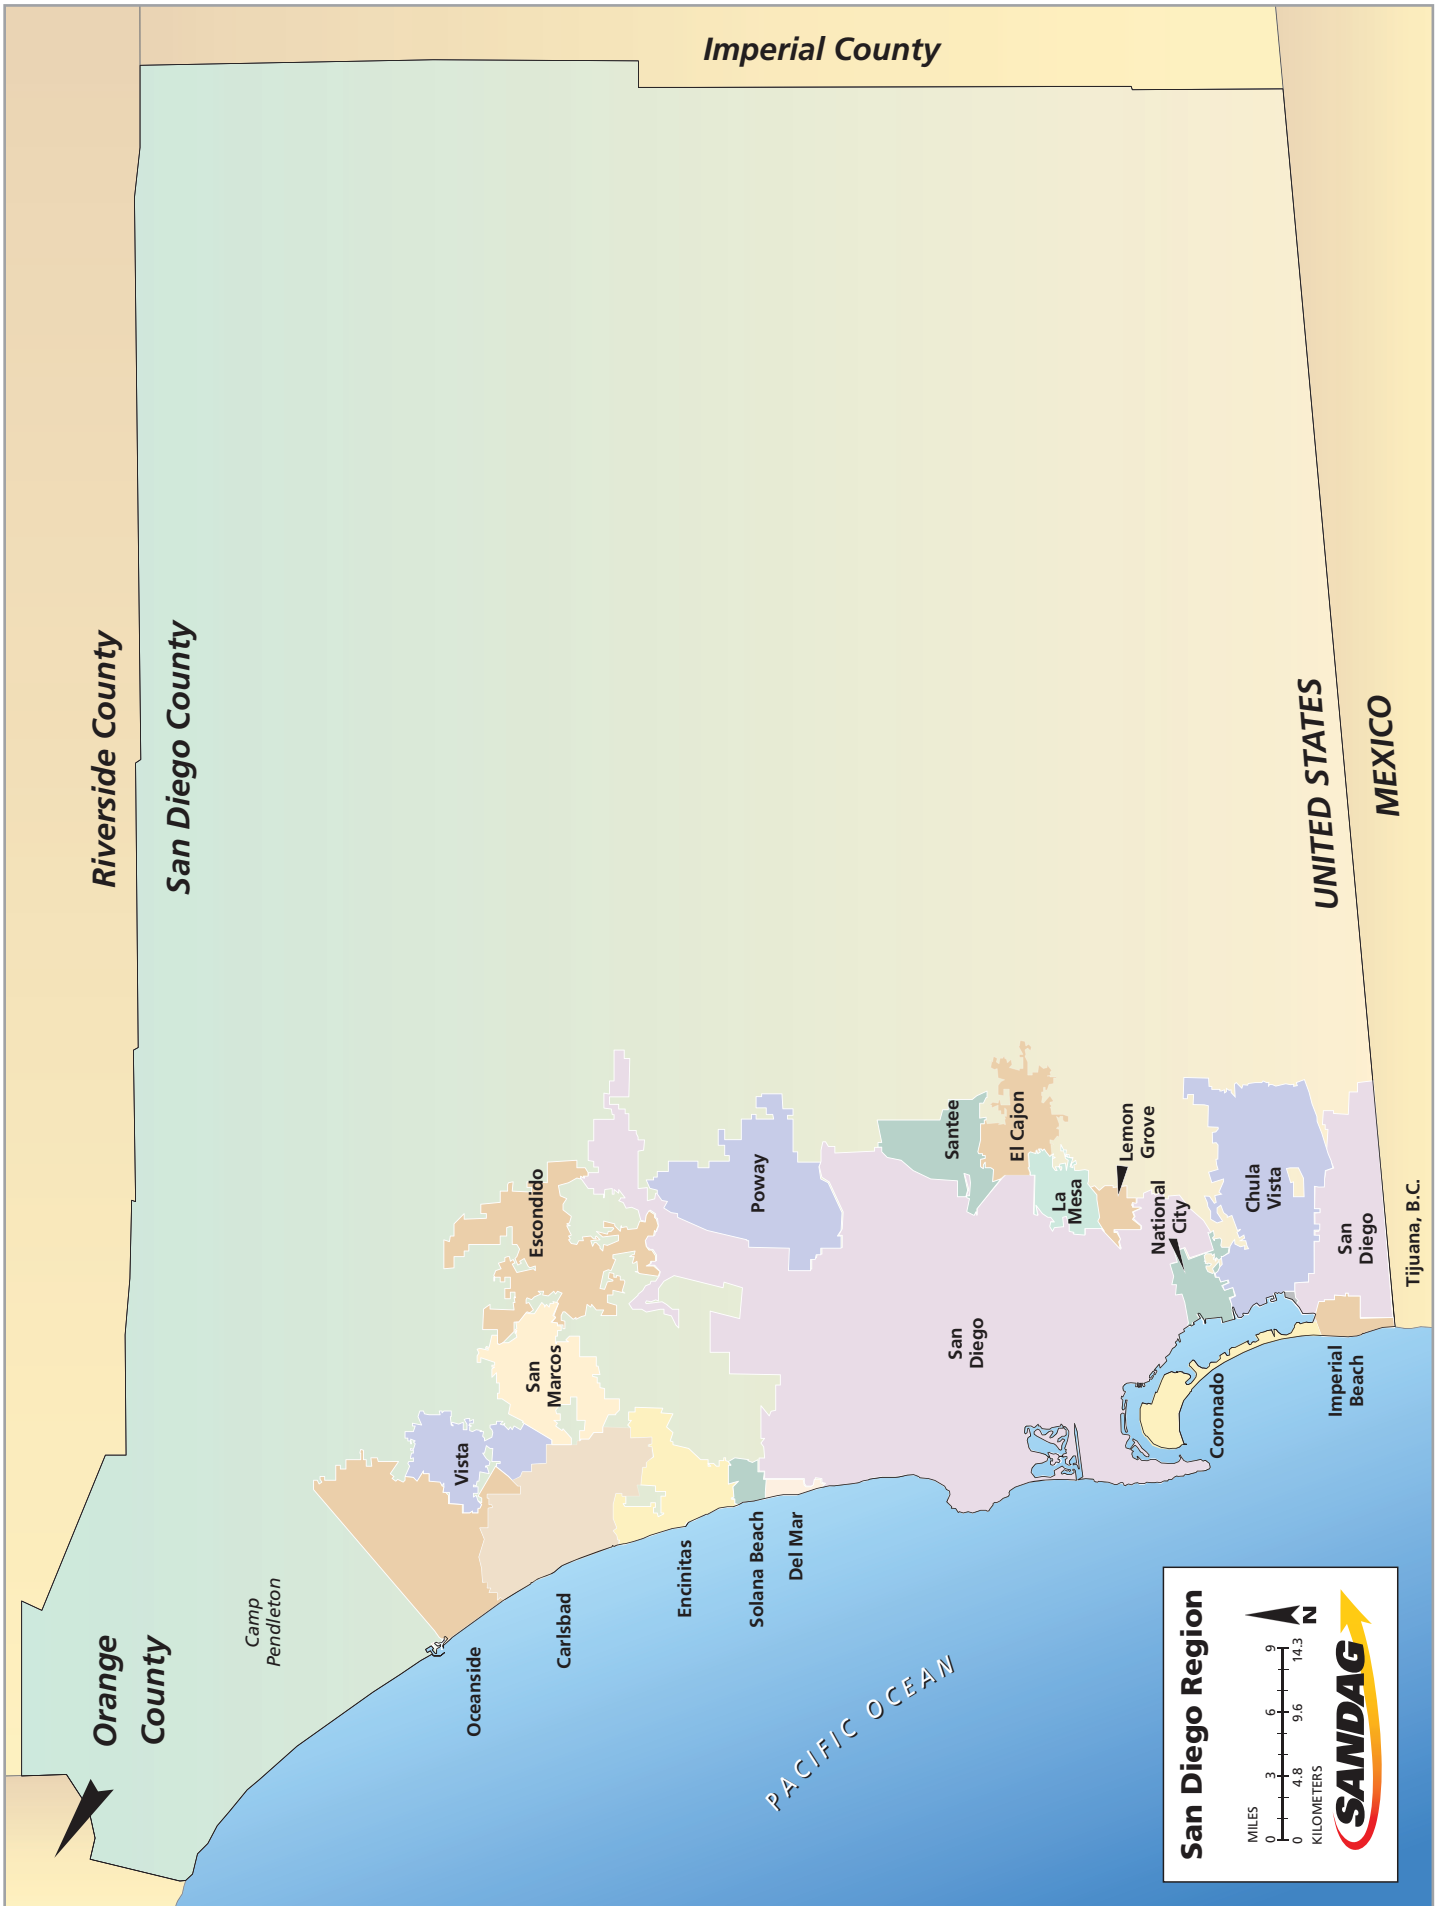 Imperial County
Riverside County
San Diego County
Orange
County
Camp
Pendleton
UNITED STATES
MEXICO
Vista
San
Marcos
Escondido
Oceanside
Carlsbad
Encinitas
Solana Beach
Del Mar
Poway
San
Diego
Santee
El Cajon
La
Mesa
Lemon
Grove
National
City
Chula
Vista
Coronado
Imperial
Beach
San
Diego
Tijuana, B.C.
PACIFIC OCEAN
San Diego Region
MILES
0 3 6 9
0 4.8 9.6 14.3
KILOMETERS
N
SANDAG